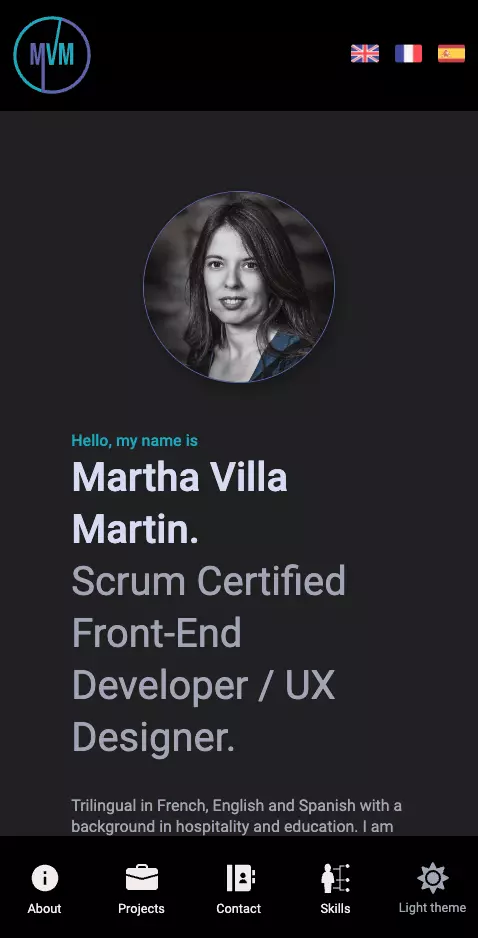 MVM
Hello, my name is
Martha Villa
Martin.
Scrum Certified
Front-End
Developer / UX
Designer.
Trilingual in French, English and Spanish with a
background in hospitality and education. I am
About
Projects
Contact
Skills
Light theme